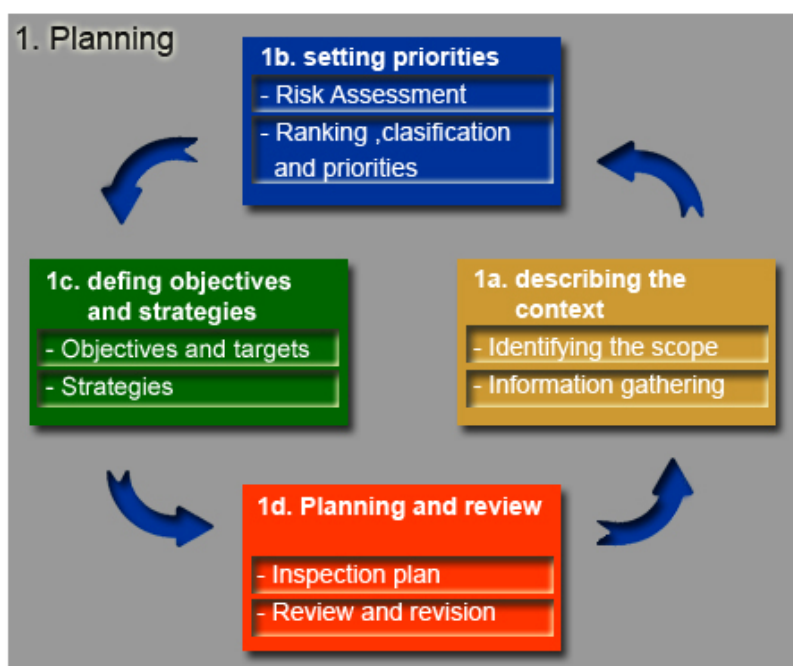 1. Planning
1b. setting priorities
- Risk Assessment
- Ranking ,clasification
and priorities
1c. defing objectives
and strategies
- Objectives and targets
- Strategies
1a. describing the
context
- Identifying the scope
- Information gathering
1d. Planning and review
- Inspection plan
- Review and revision